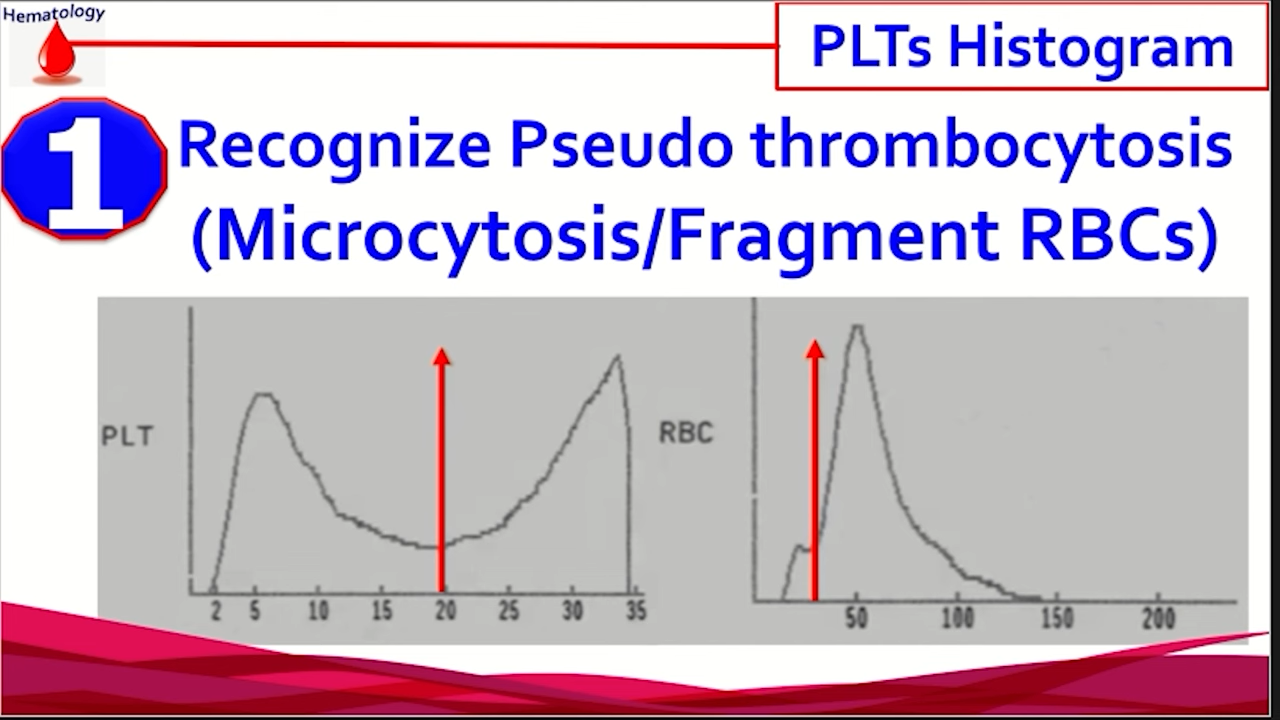 Hematology
PLTs Histogram
1
Recognize Pseudo thrombocytosis
(Microcytosis/Fragment RBCs)
PLT
2 5 10 15 20 25 30 35
RBC
50 100 150 200